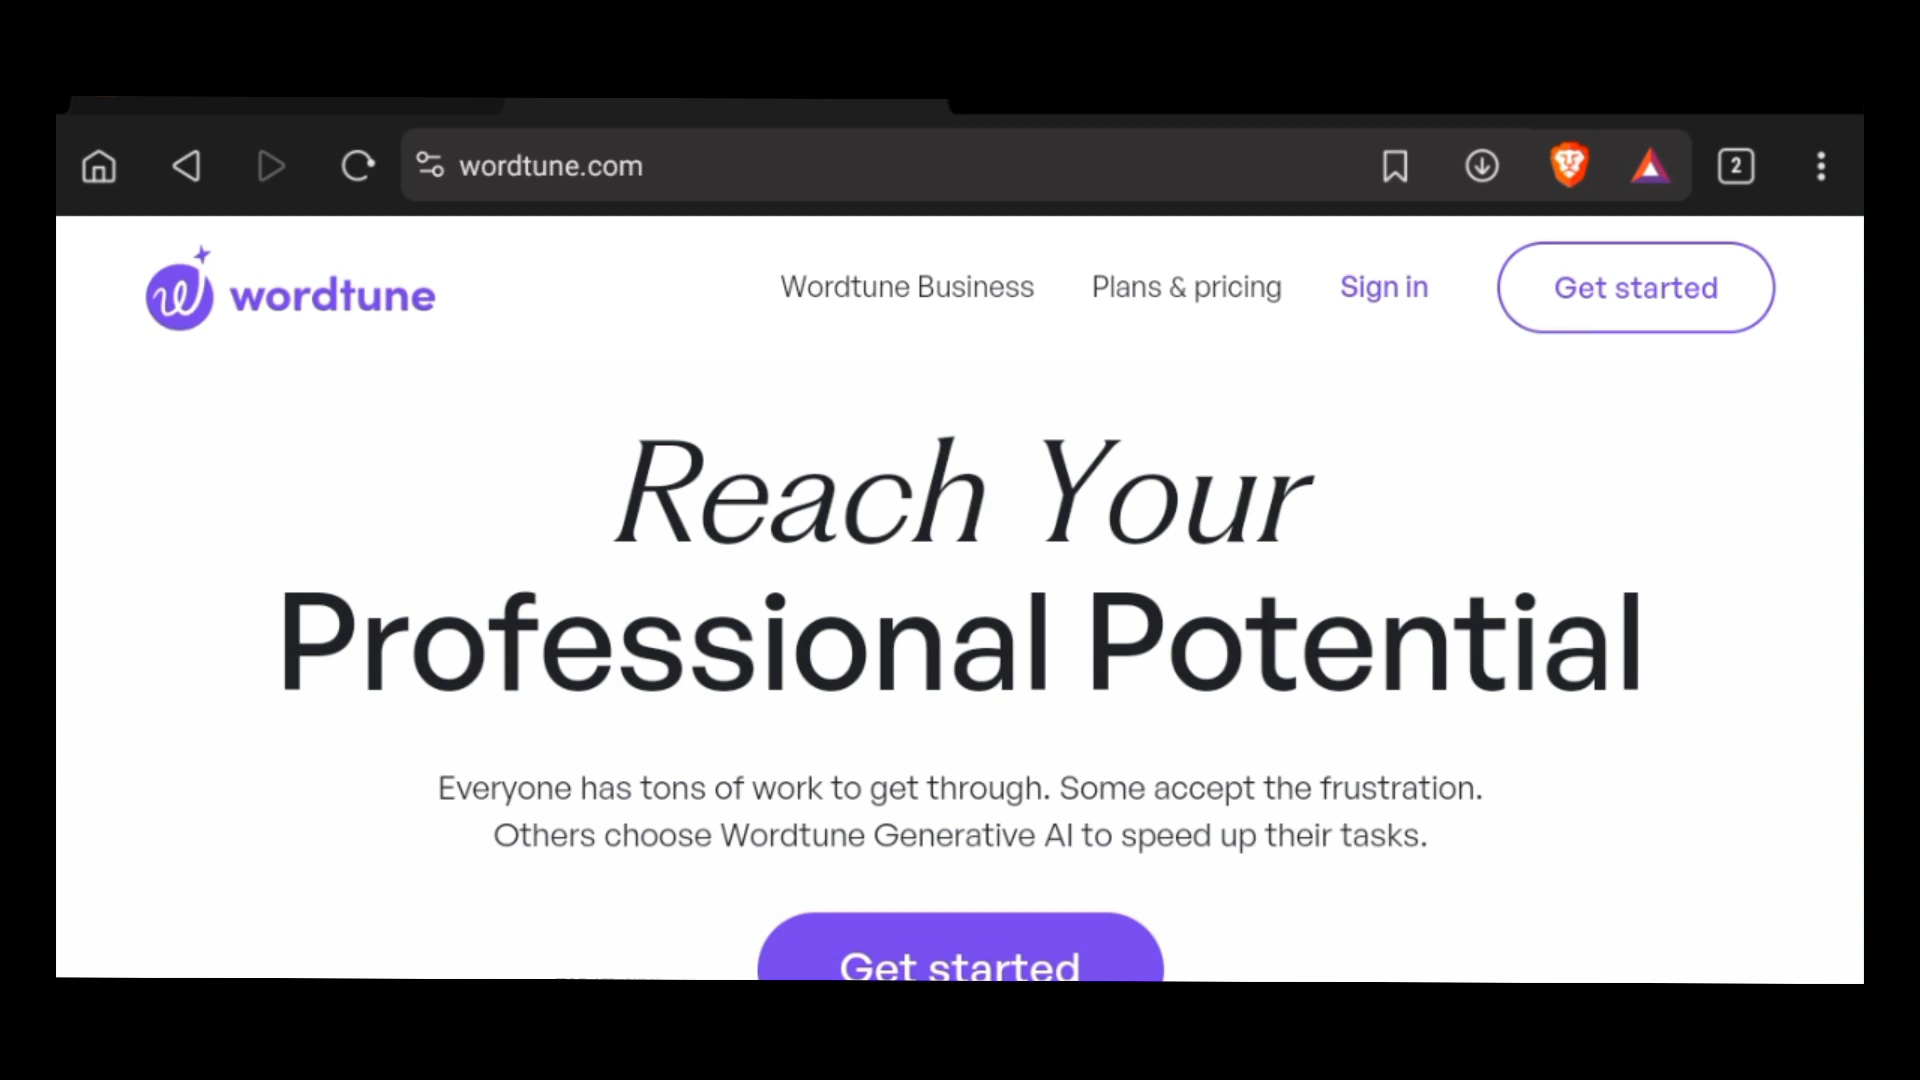 wordtune.com
2
wordtune
Wordtune Business
Plans & pricing
Sign in
Get started
Reach Your
Professional Potential
Everyone has tons of work to get through. Some accept the frustration.
Others choose Wordtune Generative AI to speed up their tasks.
Get started